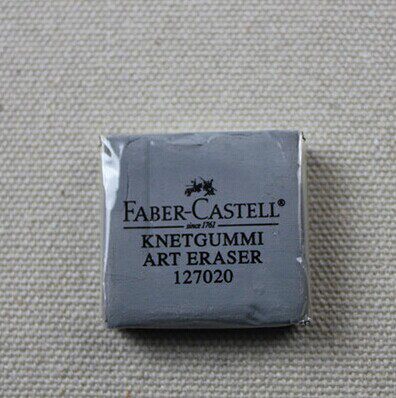 FABER-CASTELL®
since 1761
KNETGUMMI
ART ERASER
127020